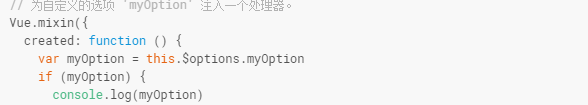 // 为自定义的选项 'myOption' 注入一个处理器。
Vue.mixin({
  created: function () {
    var myOption = this.$options.myOption
    if (myOption) {
      console.log(myOption)